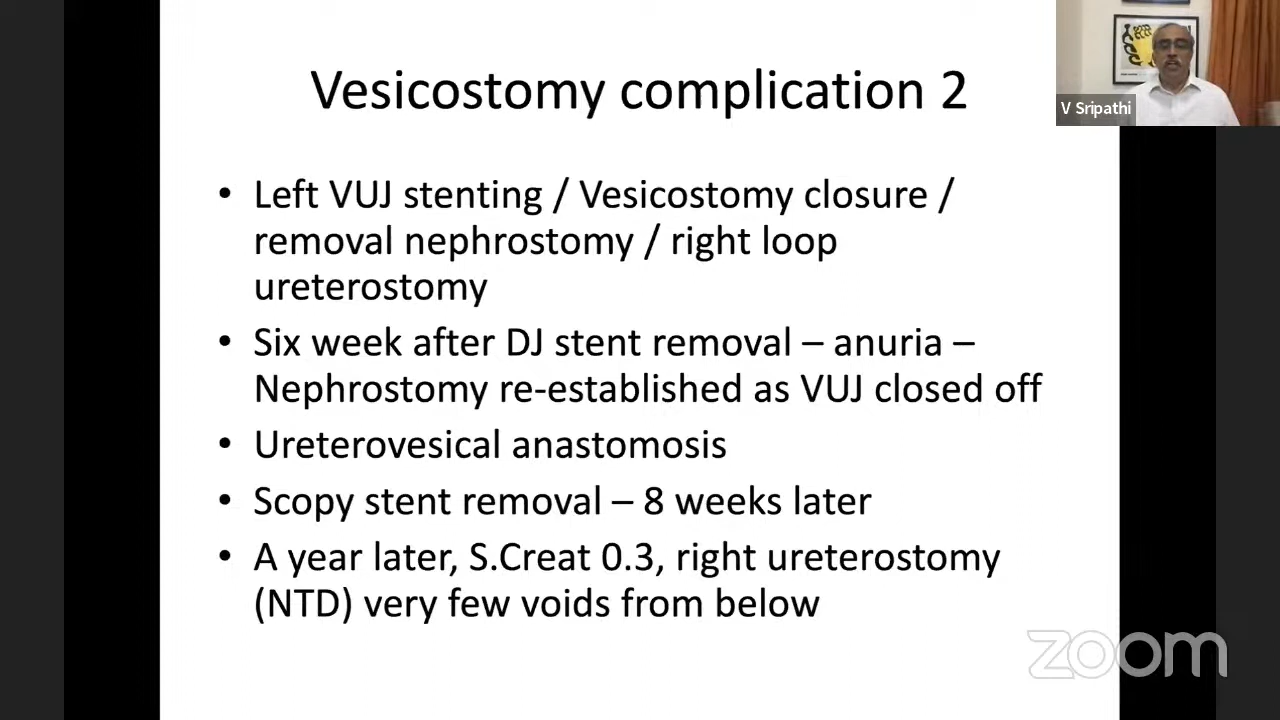 Vesicostomy complication 2
V Sripathi
• Left VUJ stenting / Vesicostomy closure /
removal nephrostomy / right loop
ureterostomy
• Six week after DJ stent removal – anuria –
Nephrostomy re-established as VUJ closed off
• Ureterovesical anastomosis
• Scopy stent removal – 8 weeks later
• A year later, S.Creat 0.3, right ureterostomy
(NTD) very few voids from below
zoom